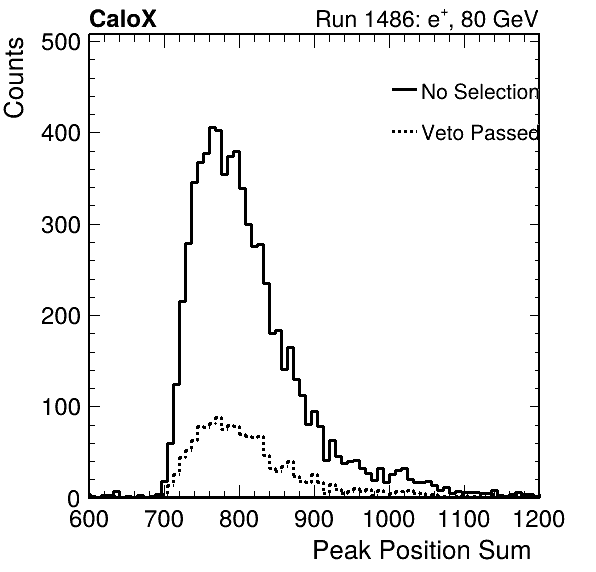 CaloX Run 1486: e+, 80 GeV
Counts
500
400
300
200
100
0
No Selection
Veto Passed
600 700 800 900 1000 1100 1200
Peak Position Sum